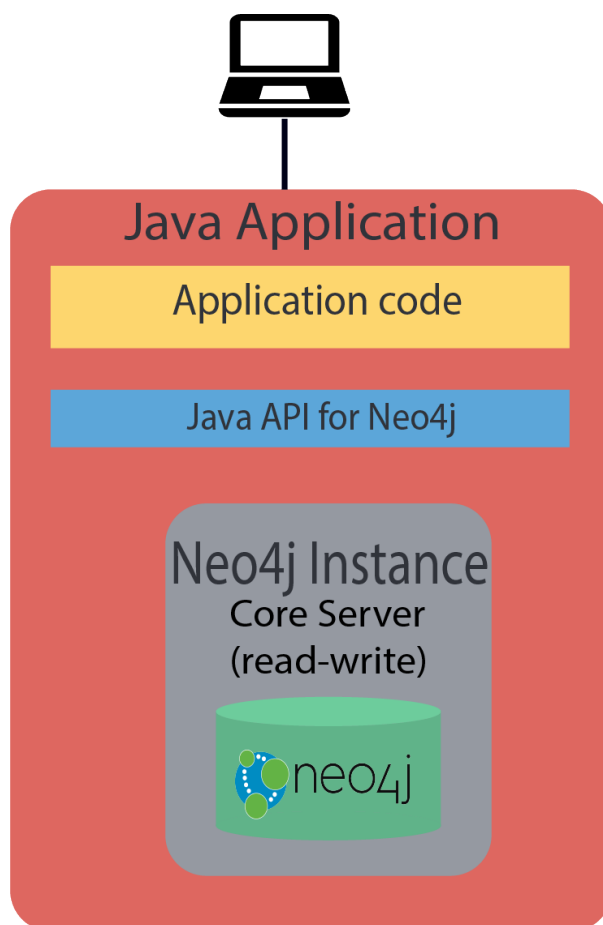 Java Application
Application code
Java API for Neo4j
Neo4j Instance
Core Server
(read-write)
neo4j